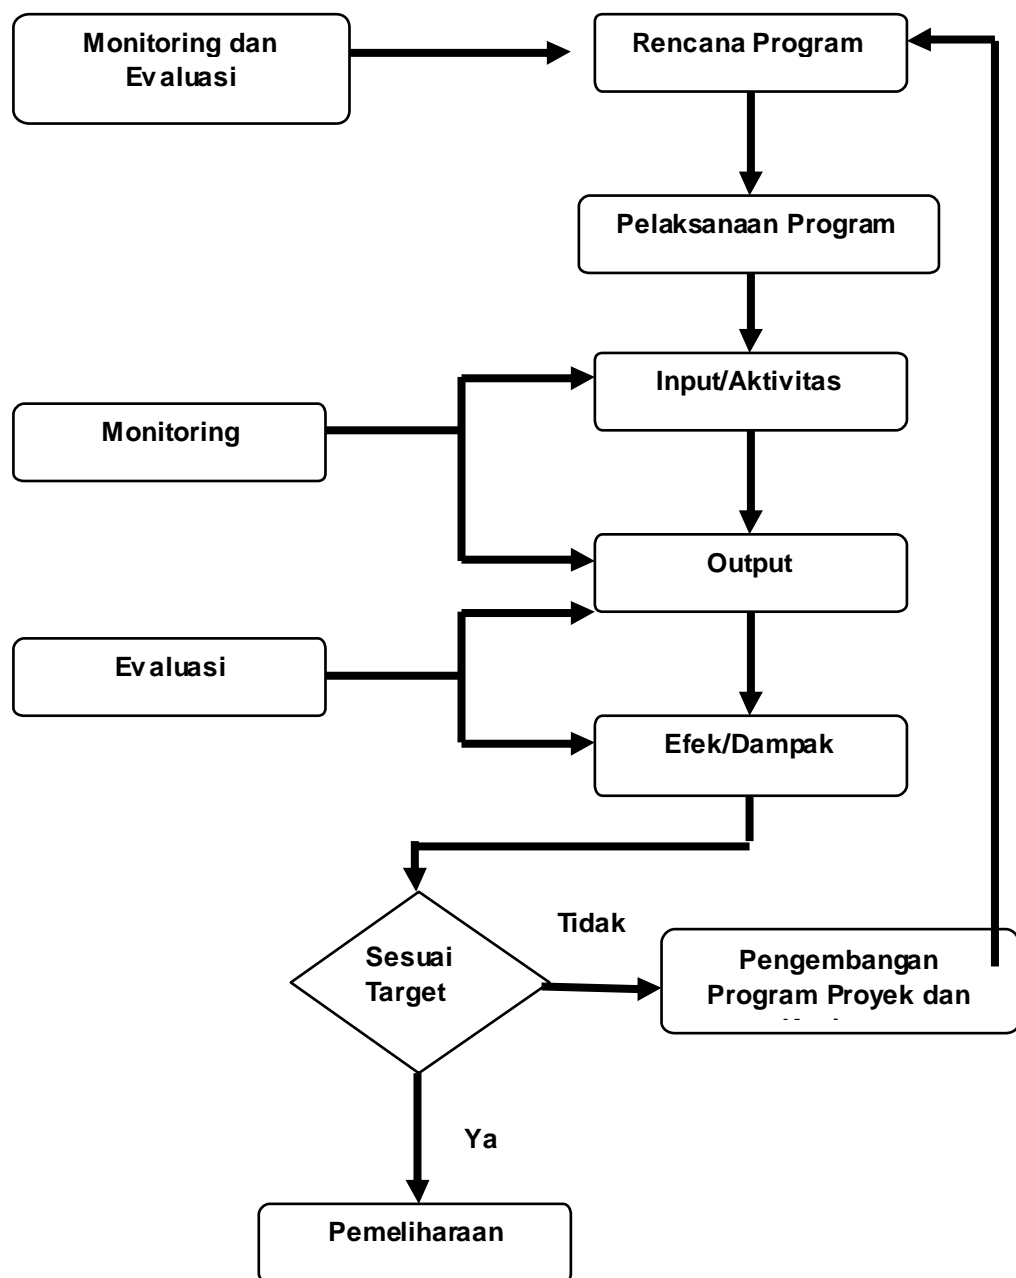 Monitoring dan
Evaluasi
Rencana Program
Pelaksanaan Program
Input/Aktivitas
Monitoring
Output
Evaluasi
Efek/Dampak
Sesuai
Target
Tidak
Pengembangan
Program Proyek dan
Ya
Pemeliharaan